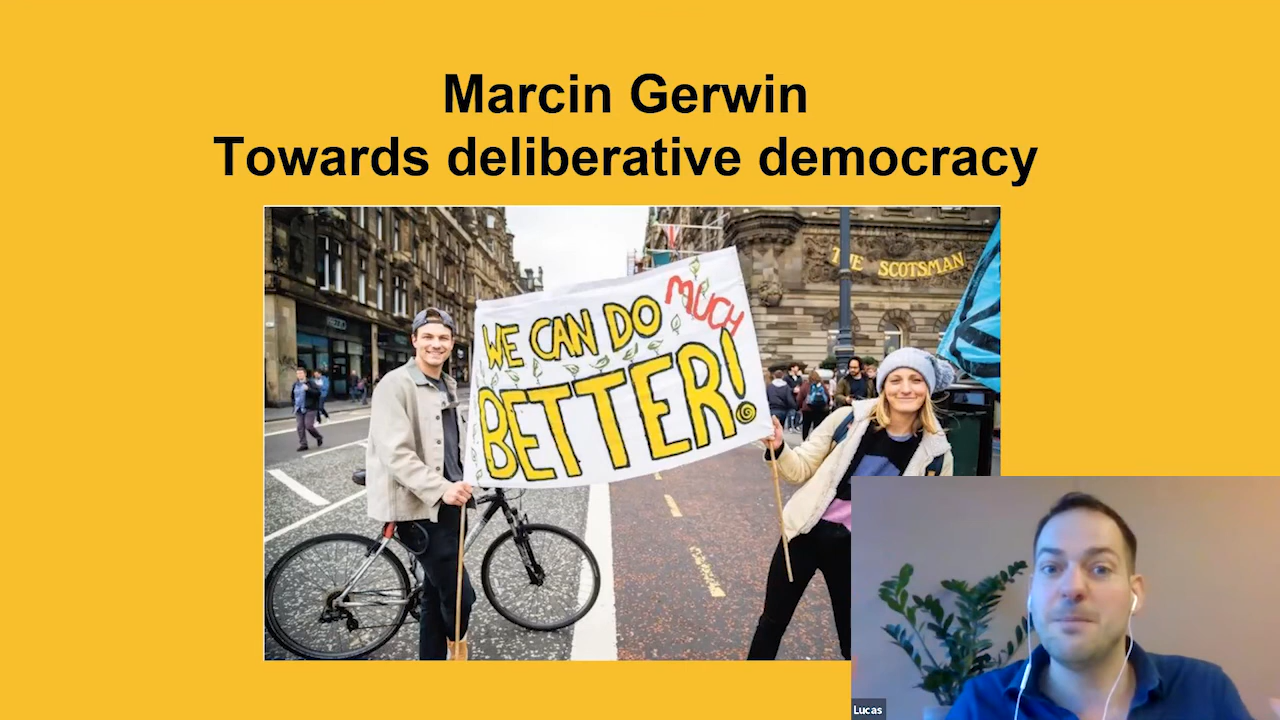 Marcin Gerwin
Towards deliberative democracy
THE SCOTSMAN
WE CAN DO MUCH
BETTER!
Lucas